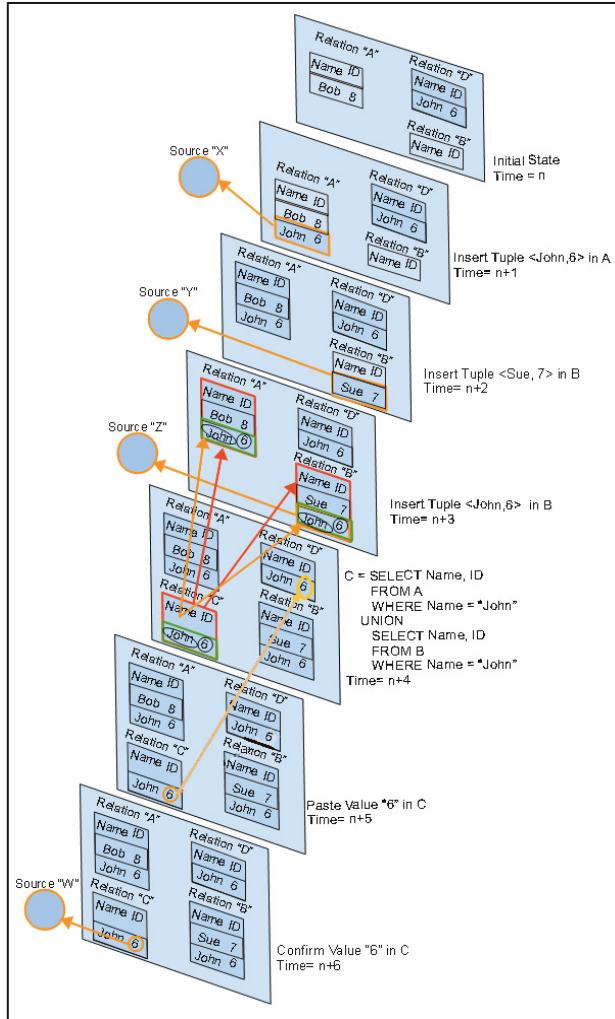 Relation "A"
Name ID
Bob 8
Relation "D"
Name ID
John 6
Relation "B"
Name ID
Initial State
Time = n
Source "X"
Relation "A"
Name ID
Bob 8
John 6
Relation "D"
Name ID
John 6
Relation "B"
Name ID
Insert Tuple <John,6> in A
Time= n+1
Source "Y"
Relation "A"
Name ID
Bob 8
John 6
Relation "D"
Name ID
John 6
Relation "B"
Name ID
Sue 7
Insert Tuple <Sue, 7> in B
Time= n+2
Source "Z"
Relation "A"
Name ID
Bob 8
John 6
Relation "D"
Name ID
John 6
Relation "B"
Name ID
Sue 7
John 6
Insert Tuple <John,6> in B
Time= n+3
Relation "A"
Name ID
Bob 8
John 6
Relation "D"
Name ID
John 6
Relation "C"
Name ID
John 6
Relation "B"
Name ID
Sue 7
John 6
C = SELECT Name, ID
FROM A
WHERE Name = "John"
UNION
SELECT Name, ID
FROM B
WHERE Name = "John"
Time= n+4
Relation "A"
Name ID
Bob 8
John 6
Relation "D"
Name ID
John 6
Relation "C"
Name ID
John 6
Relation "B"
Name ID
Sue 7
John 6
Paste Value "6" in C
Time= n+5
Relation "A"
Name ID
Bob 8
John 6
Relation "D"
Name ID
John 6
Source "W"
Relation "C"
Name ID
John 6
Relation "B"
Name ID
Sue 7
John 6
Confirm Value "6" in C
Time= n+6